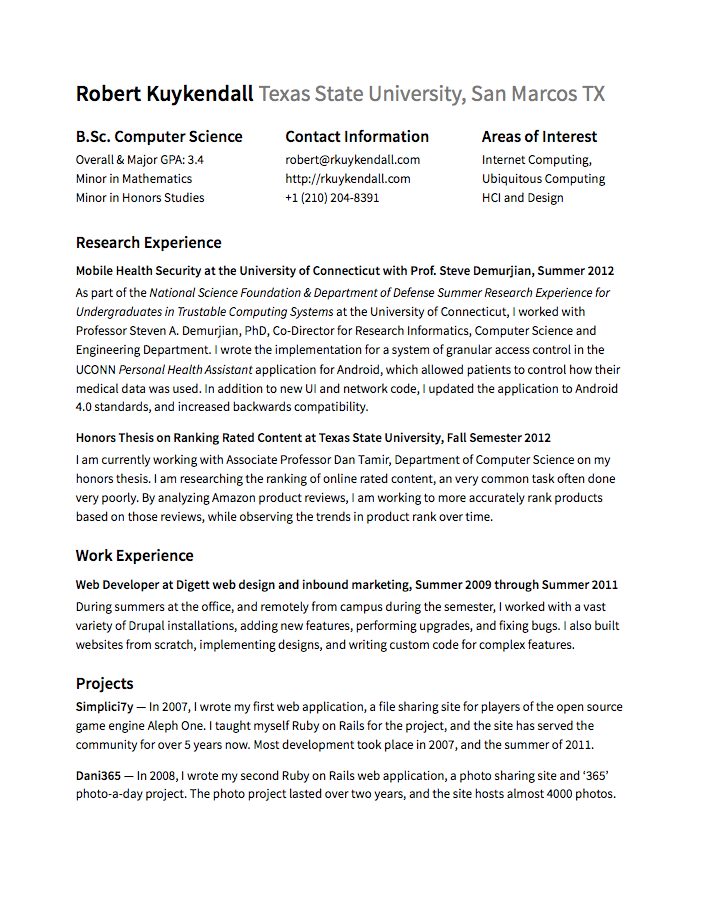 Robert Kuykendall Texas State University, San Marcos TX
B.Sc. Computer Science
Overall & Major GPA: 3.4
Minor in Mathematics
Minor in Honors Studies
Contact Information
robert@rkuykendall.com
http://rkuykendall.com
+1 (210) 204-8391
Areas of Interest
Internet Computing,
Ubiquitous Computing
HCI and Design
Research Experience
Mobile Health Security at the University of Connecticut with Prof. Steve Demurjian, Summer 2012
As part of the National Science Foundation & Department of Defense Summer Research Experience for
Undergraduates in Trustable Computing Systems at the University of Connecticut, I worked with
Professor Steven A. Demurjian, PhD, Co-Director for Research Informatics, Computer Science and
Engineering Department. I wrote the implementation for a system of granular access control in the
UCONN Personal Health Assistant application for Android, which allowed patients to control how their
medical data was used. In addition to new UI and network code, I updated the application to Android
4.0 standards, and increased backwards compatibility.
Honors Thesis on Ranking Rated Content at Texas State University, Fall Semester 2012
I am currently working with Associate Professor Dan Tamir, Department of Computer Science on my
honors thesis. I am researching the ranking of online rated content, an very common task often done
very poorly. By analyzing Amazon product reviews, I am working to more accurately rank products
based on those reviews, while observing the trends in product rank over time.
Work Experience
Web Developer at Digett web design and inbound marketing, Summer 2009 through Summer 2011
During summers at the office, and remotely from campus during the semester, I worked with a vast
variety of Drupal installations, adding new features, performing upgrades, and fixing bugs. I also built
websites from scratch, implementing designs, and writing custom code for complex features.
Projects
Simplici7y — In 2007, I wrote my first web application, a file sharing site for players of the open source
game engine Aleph One. I taught myself Ruby on Rails for the project, and the site has served the
community for over 5 years now. Most development took place in 2007, and the summer of 2011.
Dani365 — In 2008, I wrote my second Ruby on Rails web application, a photo sharing site and ‘365’
photo-a-day project. The photo project lasted over two years, and the site hosts almost 4000 photos.